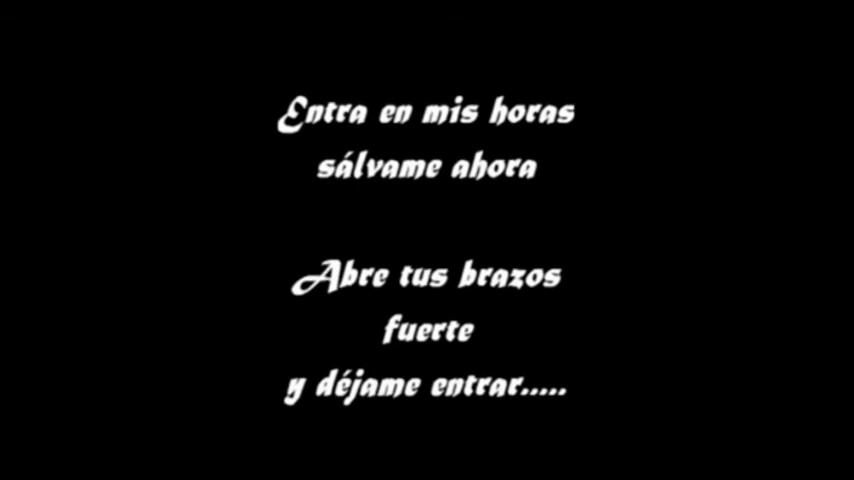 Entra en mis horas
sálvame ahora
Abre tus brazos
fuerte
y déjame entrar.....